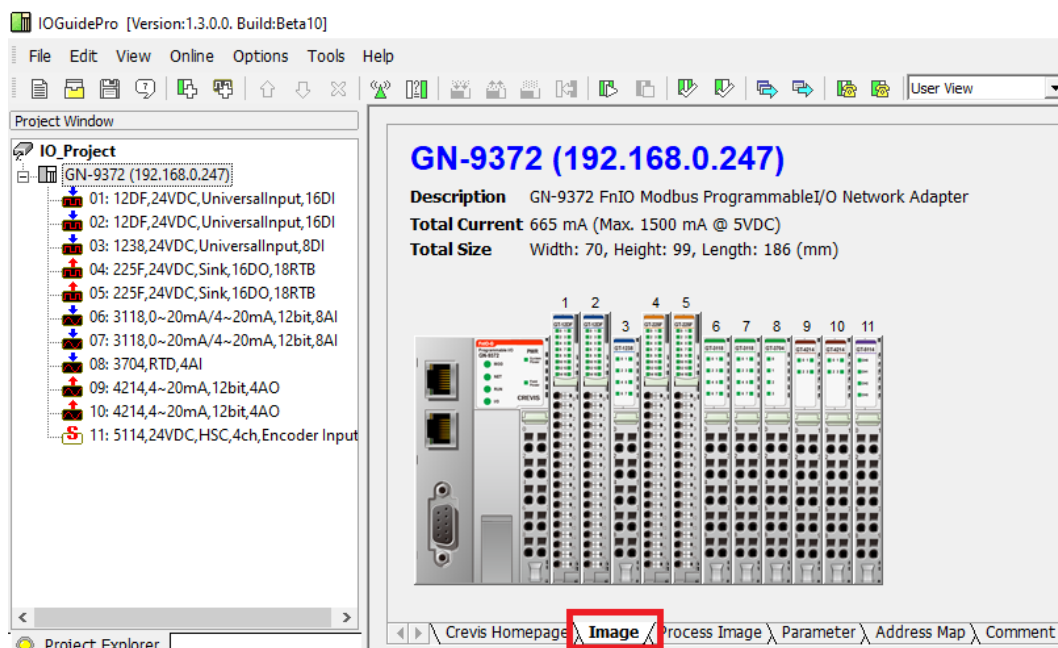 IOGuidePro [Version:1.3.0.0. Build:Beta10]
File Edit View Online Options Tools Help
User View
Project Window
IO_Project
GN-9372 (192.168.0.247)
01: 12DF,24VDC,UniversalInput,16DI
02: 12DF,24VDC,UniversalInput,16DI
03: 1238,24VDC,UniversalInput,8DI
04: 225F,24VDC,Sink,16DO,18RTB
05: 225F,24VDC,Sink,16DO,18RTB
06: 3118,0~20mA/4~20mA,12bit,8AI
07: 3118,0~20mA/4~20mA,12bit,8AI
08: 3704,RTD,4AI
09: 4214,4~20mA,12bit,4AO
10: 4214,4~20mA,12bit,4AO
11: 5114,24VDC,HSC,4ch,Encoder Input
Project Explorer
GN-9372 (192.168.0.247)
Description GN-9372 FnIO Modbus ProgrammableI/O Network Adapter
Total Current 665 mA (Max. 1500 mA @ 5VDC)
Total Size Width: 70, Height: 99, Length: 186 (mm)
1 2 3 4 5 6 7 8 9 10 11
GN-9372
PWR
CREVIS
Crevis Homepage Image Process Image Parameter Address Map Comment